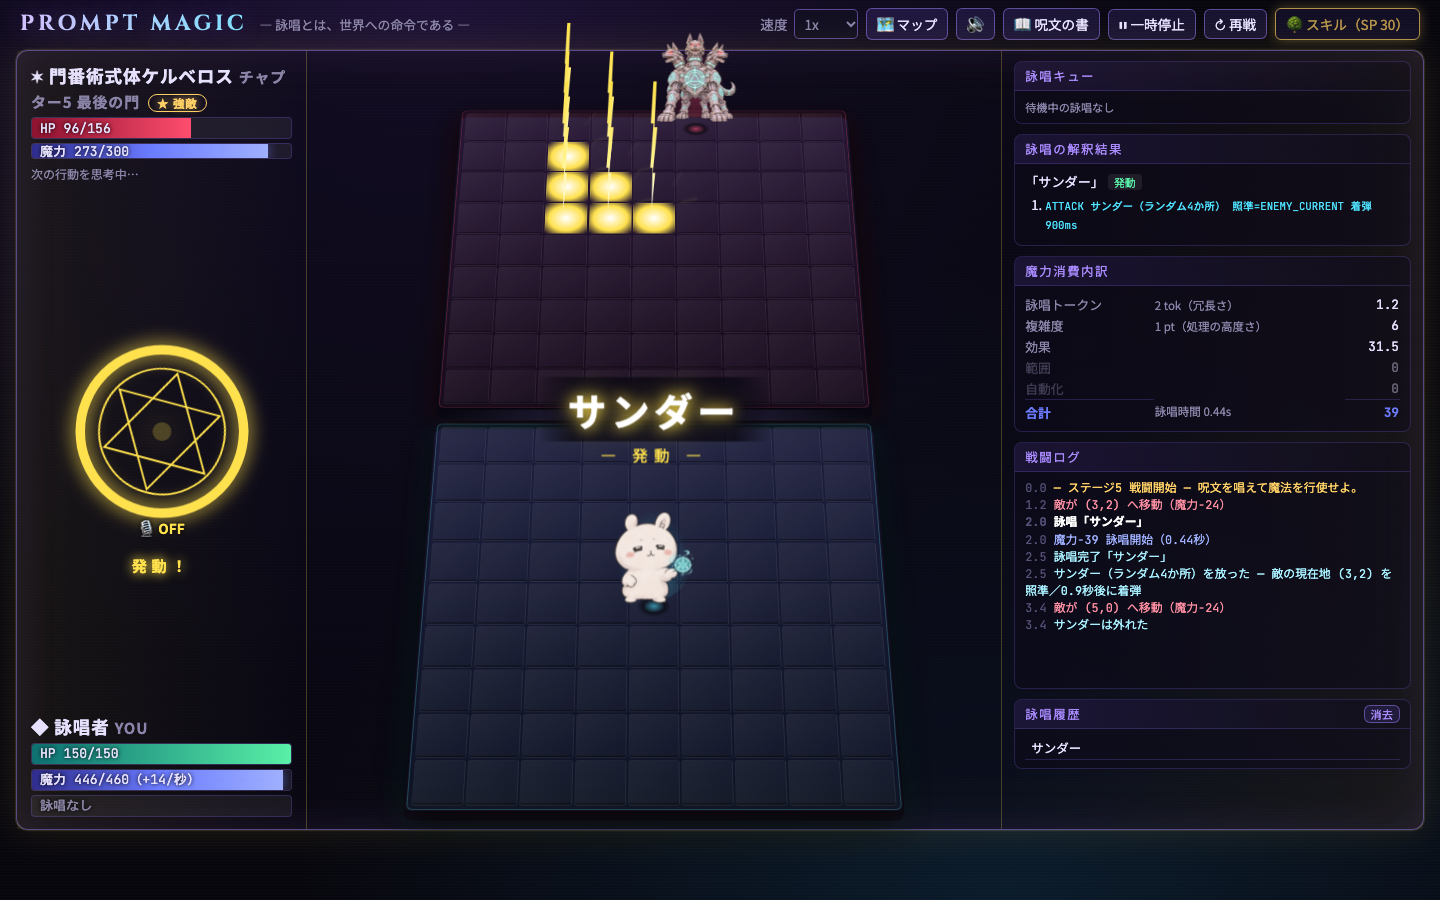 PROMPT MAGIC
— 詠唱とは、世界への命令である —
速度 1x マップ 呪文の書 一時停止 再戦 スキル（SP 30）
門番術式体ケルベロス チャプ
ター5 最後の門 ★ 強敵
HP 96/156
魔力 273/300
次の行動を思考中…
OFF
発動！
詠唱者 YOU
HP 150/150
魔力 446/460 (+14/秒)
詠唱なし
サンダー
— 発動 —
詠唱キュー
待機中の詠唱なし
詠唱の解釈結果
「サンダー」 発動
1. ATTACK サンダー（ランダム4か所） 照準=ENEMY_CURRENT 着弾
900ms
魔力消費内訳
詠唱トークン 2 tok（冗長さ） 1.2
複雑度 1 pt（処理の高度さ） 6
効果 31.5
範囲 0
自動化 0
合計 詠唱時間 0.44s 39
戦闘ログ
0.0 — ステージ5 戦闘開始 — 呪文を唱えて魔法を行使せよ。
1.2 敵が (3,2) へ移動（魔力-24）
2.0 詠唱「サンダー」
2.0 魔力-39 詠唱開始（0.44秒）
2.5 詠唱完了「サンダー」
2.5 サンダー（ランダム4か所）を放った — 敵の現在地 (3,2) を
照準／0.9秒後に着弾
3.4 敵が (5,0) へ移動（魔力-24）
3.4 サンダーは外れた
詠唱履歴 消去
サンダー